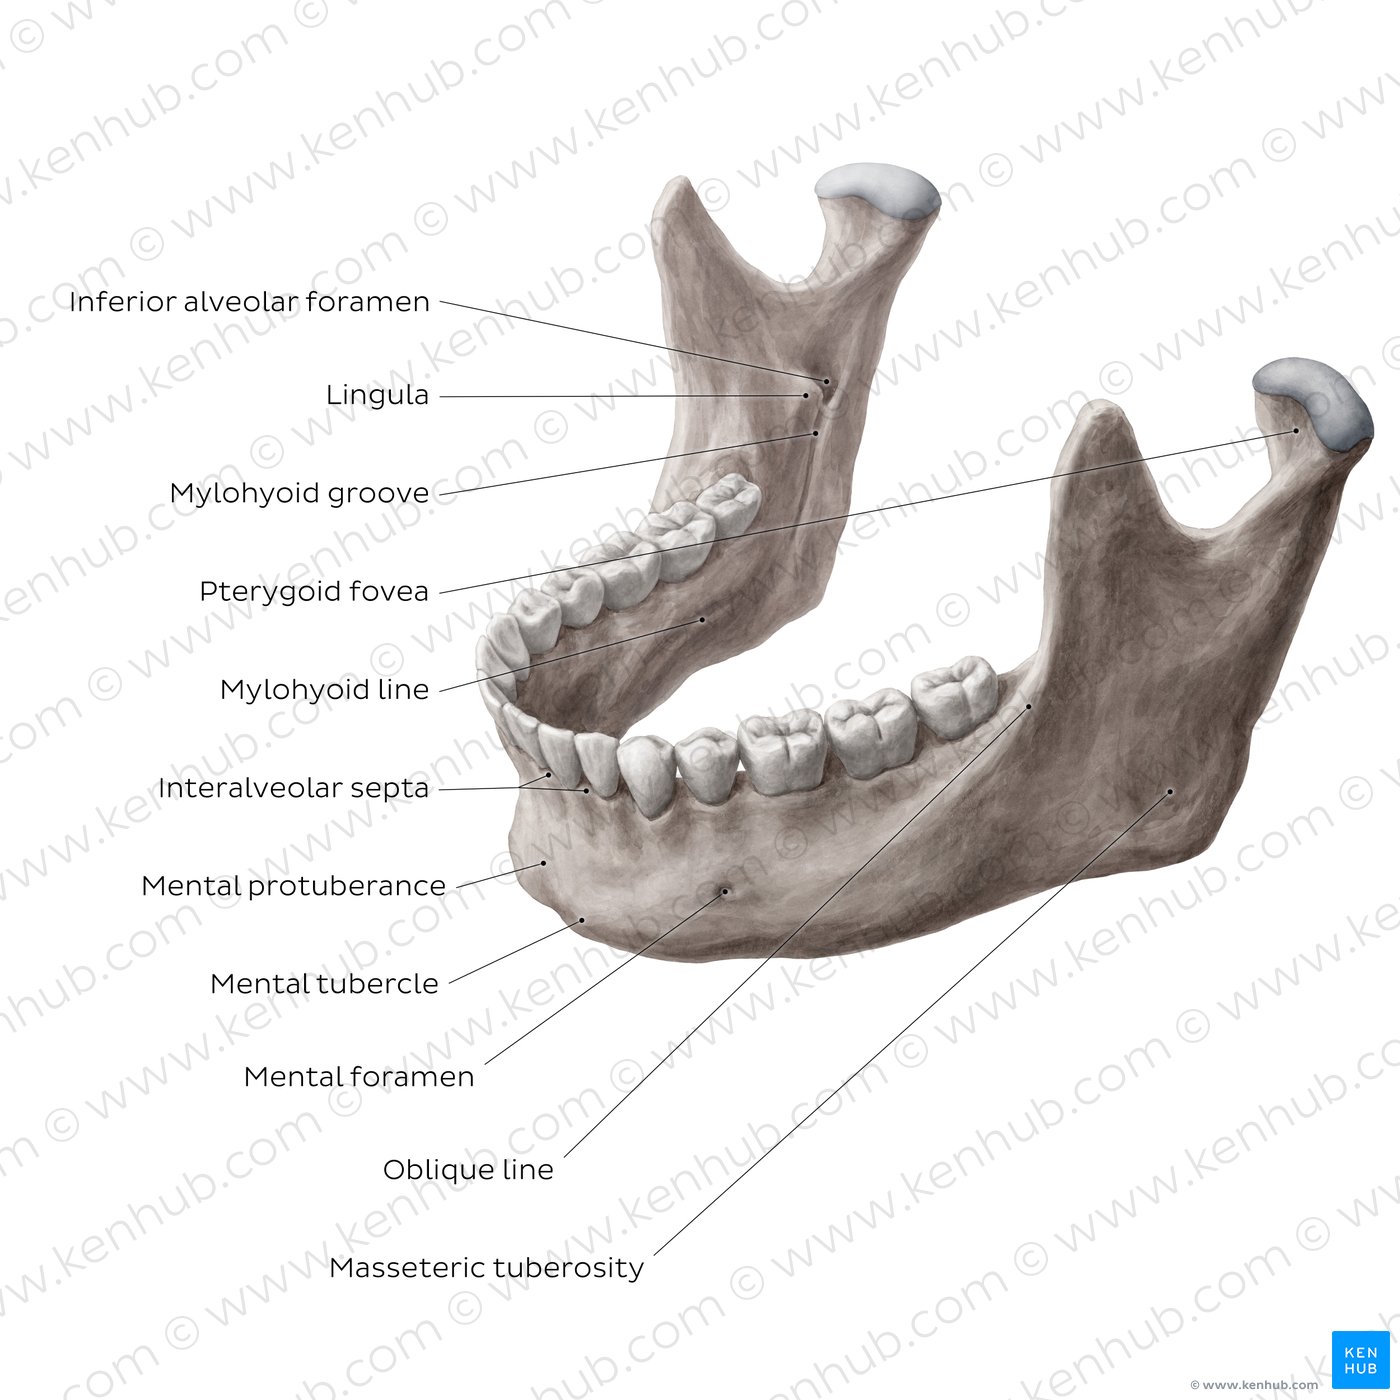 Inferior alveolar foramen
Lingula
Mylohyoid groove
Pterygoid fovea
Mylohyoid line
Interalveolar septa
Mental protuberance
Mental tubercle
Mental foramen
Oblique line
Masseteric tuberosity
KEN
HUB
© www.kenhub.com